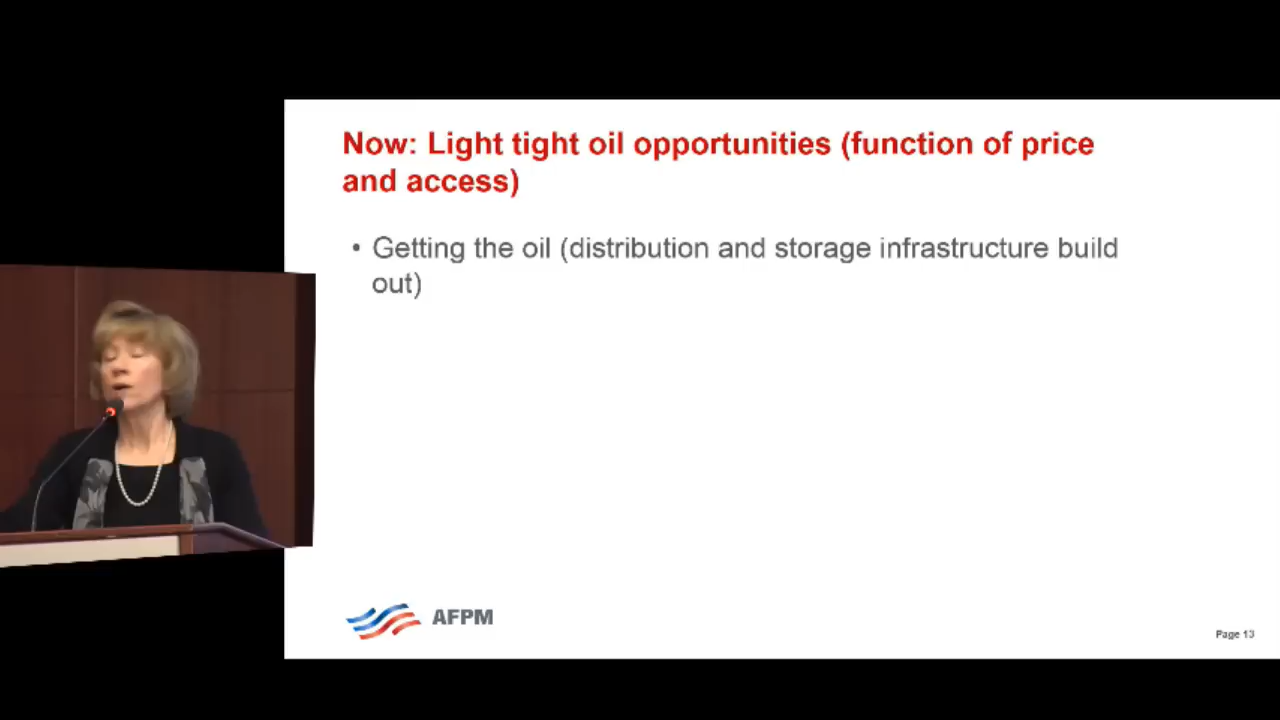 Now: Light tight oil opportunities (function of price
and access)
• Getting the oil (distribution and storage infrastructure build
out)
AFPM
Page 13